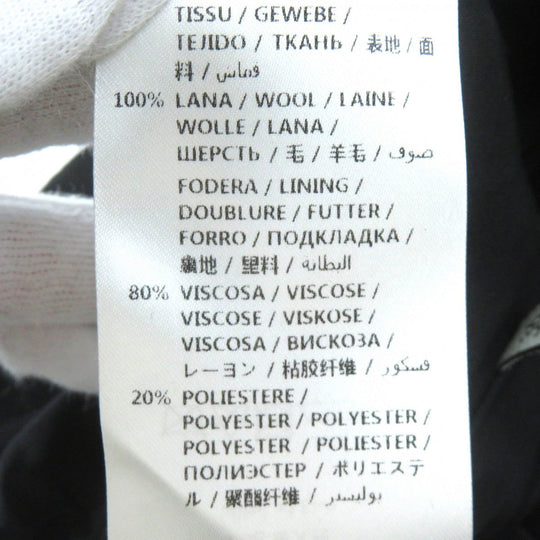 TISSU / GEWEBE /
TEJIDO / ТКАНЬ / 表地 / 面
料 / قماش
100% LANA / WOOL / LAINE /
WOLLE / LANA /
ШЕРСТЬ / 毛 / 羊毛 / صوف
FODERA / LINING /
DOUBLURE / FUTTER /
FORRO / ПОДКЛАДКА /
裏地 / 里料 / البطانه
80% VISCOSA / VISCOSE /
VISCOSE / VISKOSE /
VISCOSA / ВИСКОЗА /
レーヨン / 粘胶纤维 / فسكور
20% POLIESTERE /
POLYESTER / POLYESTER /
POLYESTER / POLIESTER /
ПОЛИЭСТЕР / ポリエステ
ル / 聚酯纤维 / بوليستر